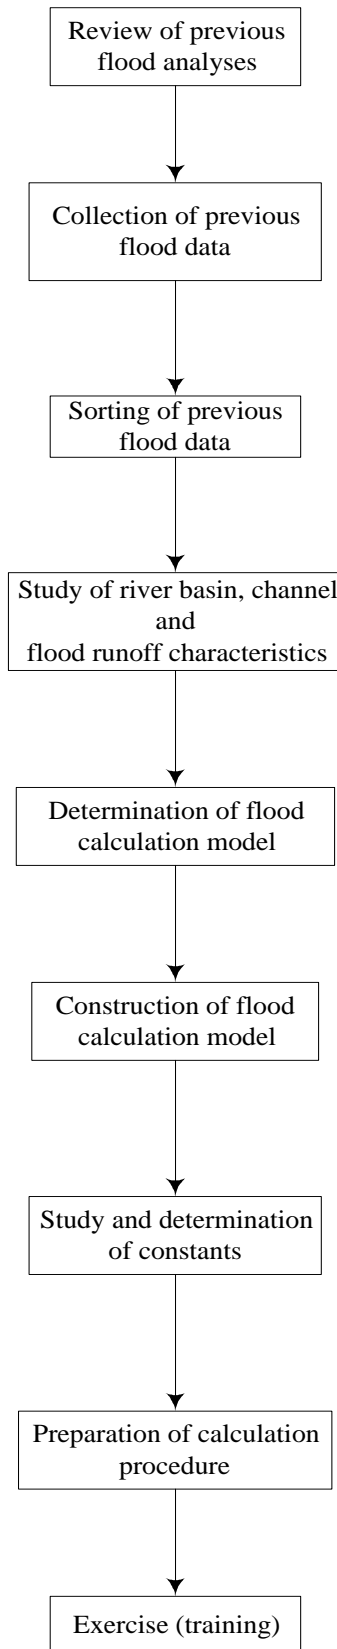 Review of previous
flood analyses
Collection of previous
flood data
Sorting of previous
flood data
Study of river basin, channel
and
flood runoff characteristics
Determination of flood
calculation model
Construction of flood
calculation model
Study and determination
of constants
Preparation of calculation
procedure
Exercise (training)